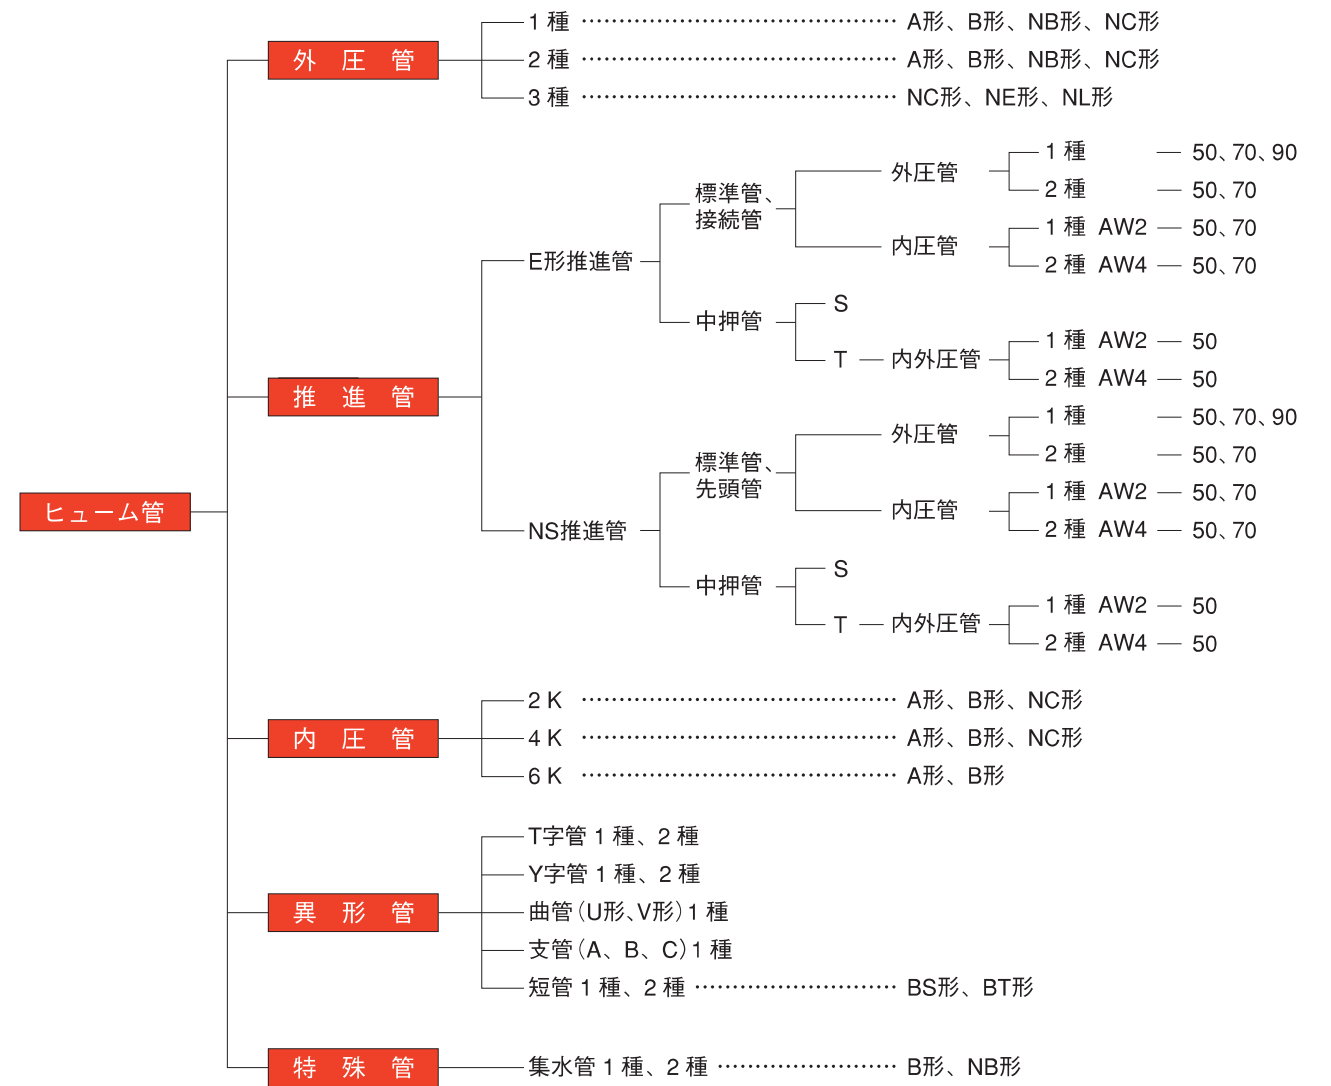 ヒューム管
外圧管
1種 ・・・・・・・・・・ A形、B形、NB形、NC形
2種 ・・・・・・・・・・ A形、B形、NB形、NC形
3種 ・・・・・・・・・・ NC形、NE形、NL形
推進管
E形推進管
標準管、
接続管
外圧管
1種 — 50、70、90
2種 — 50、70
内圧管
1種 AW2 — 50、70
2種 AW4 — 50、70
中押管
S
T — 内外圧管
1種 AW2 — 50
2種 AW4 — 50
NS推進管
標準管、
先頭管
外圧管
1種 — 50、70、90
2種 — 50、70
内圧管
1種 AW2 — 50、70
2種 AW4 — 50、70
中押管
S
T — 内外圧管
1種 AW2 — 50
2種 AW4 — 50
内圧管
2K ・・・・・・・・・・ A形、B形、NC形
4K ・・・・・・・・・・ A形、B形、NC形
6K ・・・・・・・・・・ A形、B形
異形管
T字管 1種、2種
Y字管 1種、2種
曲管(U形、V形)1種
支管(A、B、C)1種
短管 1種、2種 ・・・・・・・・・・ BS形、BT形
特殊管
集水管 1種、2種 ・・・・・・・・・・ B形、NB形